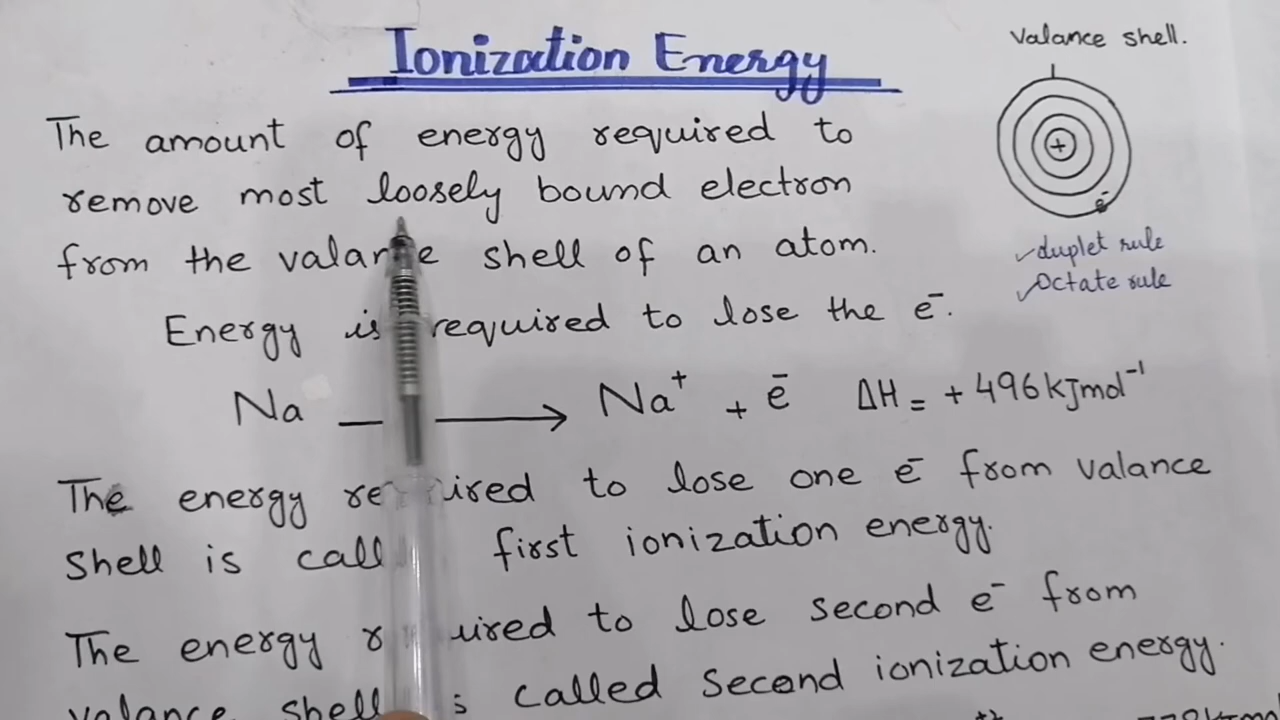 Ionization Energy
valance shell.
The amount of energy required to
remove most loosely bound electron
from the valance shell of an atom.
+
e⁻
✓duplet rule
✓Octate rule
Energy is required to lose the e⁻.
Na ⟶ Na⁺ + e⁻ ΔH = + 496 kJmol⁻¹
The energy required to lose one e⁻ from valance
shell is called first ionization energy.
The energy required to lose second e⁻ from
valance shell is called second ionization energy.